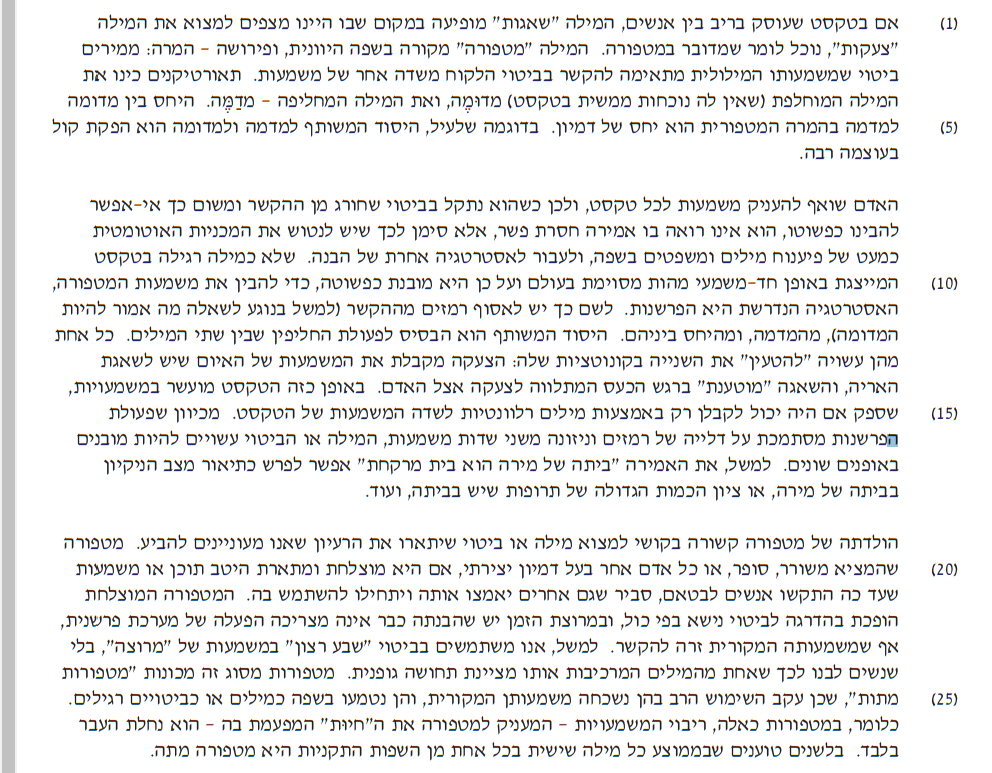 (1) אם בטקסט שעוסק בריב בין אנשים, המילה "שאגות" מופיעה במקום שבו היינו מצפים למצוא את המילה
"צעקות", נוכל לומר שמדובר במטפורה. המילה "מטפורה" מקורה בשפה היוונית, ופירושה – המרה: ממירים
ביטוי שמשמעותו המילולית מתאימה להקשר בביטוי הלקוח משדה אחר של משמעות. תאורטיקנים כינו את
המילה המוחלפת (שאין לה נוכחות ממשית בטקסט) מדוּמֶה, ואת המילה המחליפה – מדַמֶּה. היחס בין מדומה
(5) למדמה בהמרה המטפורית הוא יחס של דמיון. בדוגמה שלעיל, היסוד המשותף למדמה ולמדומה הוא הפקת קול
בעוצמה רבה.
האדם שואף להעניק משמעות לכל טקסט, ולכן כשהוא נתקל בביטוי שחורג מן ההקשר ומשום כך אי-אפשר
להבינו כפשוטו, הוא אינו רואה בו אמירה חסרת פשר, אלא סימן לכך שיש לנטוש את המכניות האוטומטית
כמעט של פיענוח מילים ומשפטים בשפה, ולעבור לאסטרטגיה אחרת של הבנה. שלא כמילה רגילה בטקסט
(10) המייצגת באופן חד-משמעי מהות מסוימת בעולם ועל כן היא מובנת כפשוטה, כדי להבין את משמעות המטפורה,
האסטרטגיה הנדרשת היא הפרשנות. לשם כך יש לאסוף רמזים מההקשר (למשל בנוגע לשאלה מה אמור להיות
המדומה), מהמדמה, ומהיחס ביניהם. היסוד המשותף הוא הבסיס לפעולת החליפין שבין שתי המילים. כל אחת
מהן עשויה "להטעין" את השנייה בקונוטציות שלה: הצעקה מקבלת את המשמעות של האיום שיש לשאגת
האריה, והשאגה "מוטענת" ברגש הכעס המתלווה לצעקה אצל האדם. באופן כזה הטקסט מועשר במשמעויות,
(15) שספק אם היה יכול לקבלן רק באמצעות מילים רלוונטיות לשדה המשמעות של הטקסט. מכיוון שפעולת
הפרשנות מסתמכת על דלייה של רמזים וניזונה משני שדות משמעות, המילה או הביטוי עשויים להיות מובנים
באופנים שונים. למשל, את האמירה "ביתה של מירה הוא בית מרקחת" אפשר לפרש כתיאור מצב הניקיון
בביתה של מירה, או ציון הכמות הגדולה של תרופות שיש בביתה, ועוד.
הולדתה של מטפורה קשורה בקושי למצוא מילה או ביטוי שיתארו את הרעיון שאנו מעוניינים להביע. מטפורה
(20) שהמציא משורר, סופר, או כל אדם אחר בעל דמיון יצירתי, אם היא מוצלחת ומתארת היטב תוכן או משמעות
שעד כה התקשו אנשים לבטאם, סביר שגם אחרים יאמצו אותה ויתחילו להשתמש בה. המטפורה המוצלחת
הופכת בהדרגה לביטוי נישא בפי כול, ובמרוצת הזמן יש שהבנתה כבר אינה מצריכה הפעלה של מערכת פרשנית,
אף שמשמעותה המקורית זרה להקשר. למשל, אנו משתמשים בביטוי "שבע רצון" במשמעות של "מרוצה", בלי
שנשים לבנו לכך שאחת מהמילים המרכיבות אותו מציינת תחושה גופנית. מטפורות מסוג זה מכונות "מטפורות
(25) מתות", שכן עקב השימוש הרב בהן נשכחה משמעותן המקורית, והן נטמעו בשפה כמילים או כביטויים רגילים.
כלומר, במטפורות כאלה, ריבוי המשמעויות – המעניק למטפורה את ה"חיוּת" המפעמת בה – הוא נחלת העבר
בלבד. בלשנים טוענים שבממוצע כל מילה שישית בכל אחת מן השפות התקניות היא מטפורה מתה.